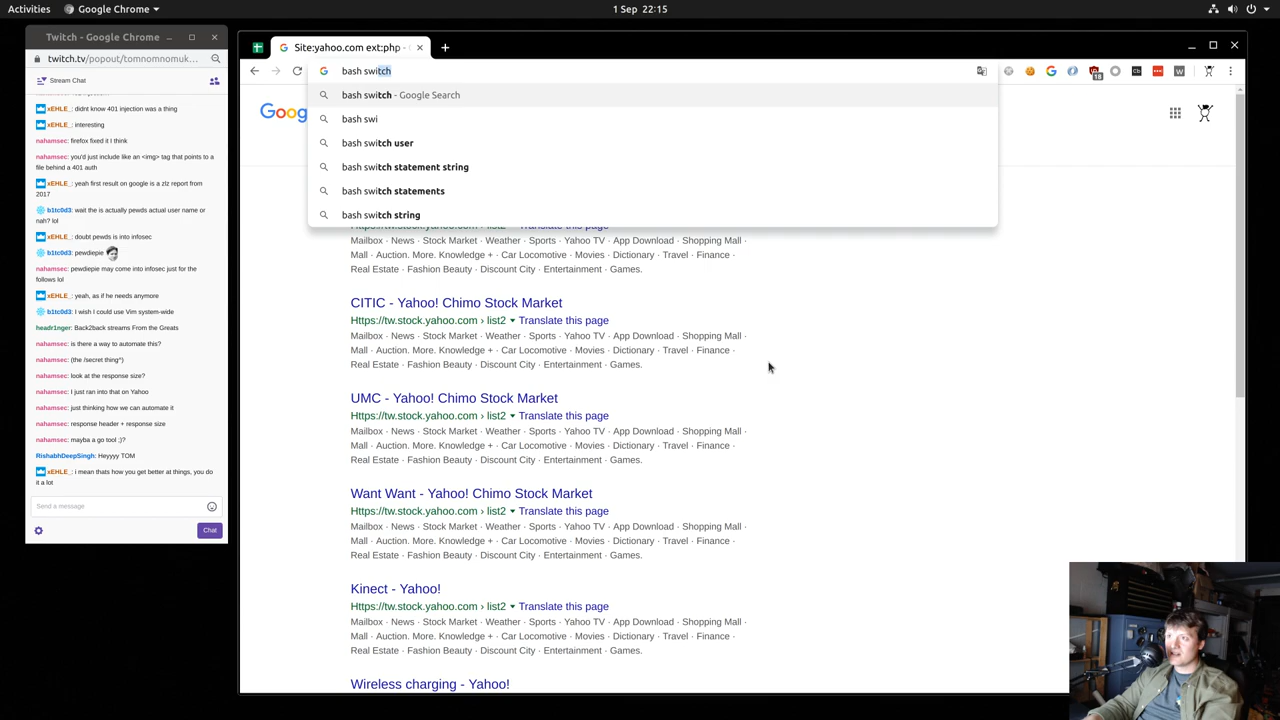 Activities
Google Chrome
1 Sep 22:15
Twitch - Google Chrome
twitch.tv/popout/tomnomnomuk...
Stream Chat
xEHLE_: didnt know 401 injection was a thing
xEHLE_: interesting
nahamsec: firefox fixed it I think
nahamsec: you'd just include like an <img> tag that points to a
file behind a 401 auth
xEHLE_: yeah first result on google is a zlz report from
2017
b1tc0d3: wait the is actually pewds actual user name or
nah? lol
xEHLE_: doubt pewds is into infosec
b1tc0d3: pewdiepie
nahamsec: pewdiepie may come into infosec just for the
follows lol
xEHLE_: yeah, as if he needs anymore
b1tc0d3: I wish I could use Vim system-wide
headr1nger: Back2back streams From the Greats
nahamsec: is there a way to automate this?
nahamsec: (the /secret thing^)
nahamsec: look at the response size?
nahamsec: I just ran into that on Yahoo
nahamsec: just thinking how we can automate it
nahamsec: response header + response size
nahamsec: mayba a go tool ;)?
RishabhDeepSingh: Heyyyy TOM
xEHLE_: i mean thats how you get better at things, you do
it a lot
Send a message
Chat
Site:yahoo.com ext:php -
bash switch
18
Cb
W
bash switch - Google Search
bash swi
bash switch user
bash switch statement string
bash switch statements
bash switch string
Goog
Mailbox · News · Stock Market · Weather · Sports · Yahoo TV · App Download · Shopping Mall ·
Mall · Auction. More. Knowledge + · Car Locomotive · Movies · Dictionary · Travel · Finance ·
Real Estate · Fashion Beauty · Discount City · Entertainment · Games.
CITIC - Yahoo! Chimo Stock Market
Https://tw.stock.yahoo.com › list2 ▾ Translate this page
Mailbox · News · Stock Market · Weather · Sports · Yahoo TV · App Download · Shopping Mall ·
Mall · Auction. More. Knowledge + · Car Locomotive · Movies · Dictionary · Travel · Finance ·
Real Estate · Fashion Beauty · Discount City · Entertainment · Games.
UMC - Yahoo! Chimo Stock Market
Https://tw.stock.yahoo.com › list2 ▾ Translate this page
Mailbox · News · Stock Market · Weather · Sports · Yahoo TV · App Download · Shopping Mall ·
Mall · Auction. More. Knowledge + · Car Locomotive · Movies · Dictionary · Travel · Finance ·
Real Estate · Fashion Beauty · Discount City · Entertainment · Games.
Want Want - Yahoo! Chimo Stock Market
Https://tw.stock.yahoo.com › list2 ▾ Translate this page
Mailbox · News · Stock Market · Weather · Sports · Yahoo TV · App Download · Shopping Mall ·
Mall · Auction. More. Knowledge + · Car Locomotive · Movies · Dictionary · Travel · Finance ·
Real Estate · Fashion Beauty · Discount City · Entertainment · Games.
Kinect - Yahoo!
Https://tw.stock.yahoo.com › list2 ▾ Translate this page
Mailbox · News · Stock Market · Weather · Sports · Yahoo TV · App Download · Shopping Mall ·
Mall · Auction. More. Knowledge + · Car Locomotive · Movies · Dictionary · Travel · Finance ·
Real Estate · Fashion Beauty · Discount City · Entertainment · Games.
Wireless charging - Yahoo!